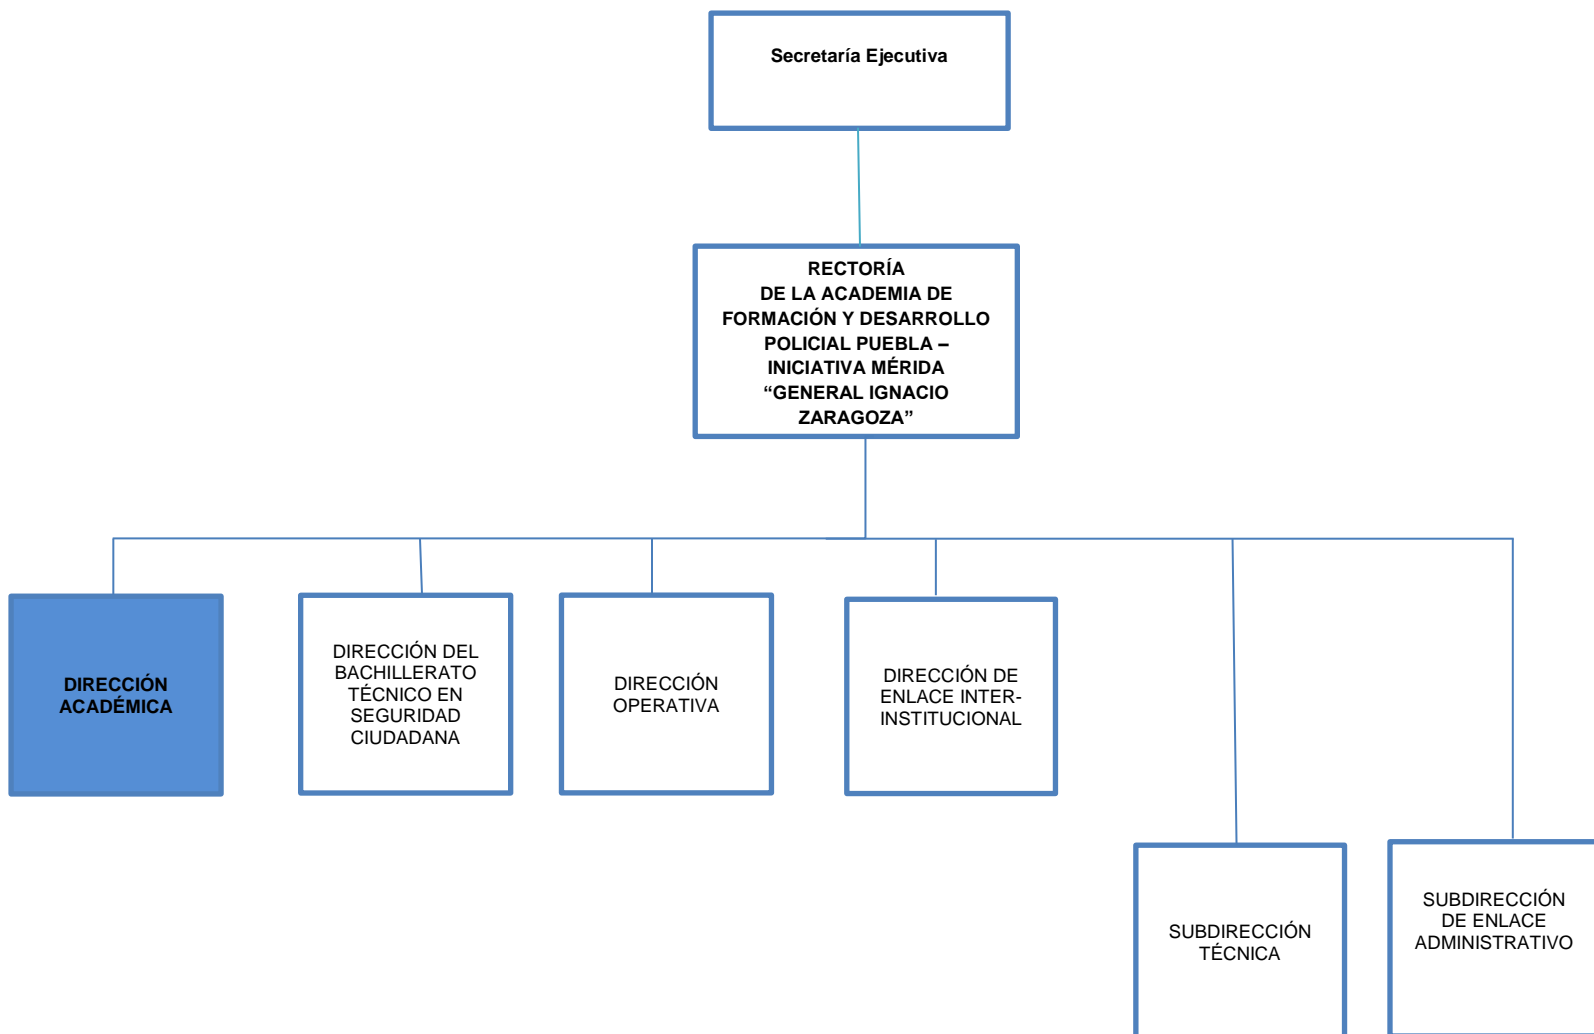 Secretaría Ejecutiva
RECTORÍA
DE LA ACADEMIA DE
FORMACIÓN Y DESARROLLO
POLICIAL PUEBLA –
INICIATIVA MÉRIDA
“GENERAL IGNACIO
ZARAGOZA”
DIRECCIÓN
ACADÉMICA
DIRECCIÓN DEL
BACHILLERATO
TÉCNICO EN
SEGURIDAD
CIUDADANA
DIRECCIÓN
OPERATIVA
DIRECCIÓN DE
ENLACE INTER-
INSTITUCIONAL
SUBDIRECCIÓN
TÉCNICA
SUBDIRECCIÓN
DE ENLACE
ADMINISTRATIVO